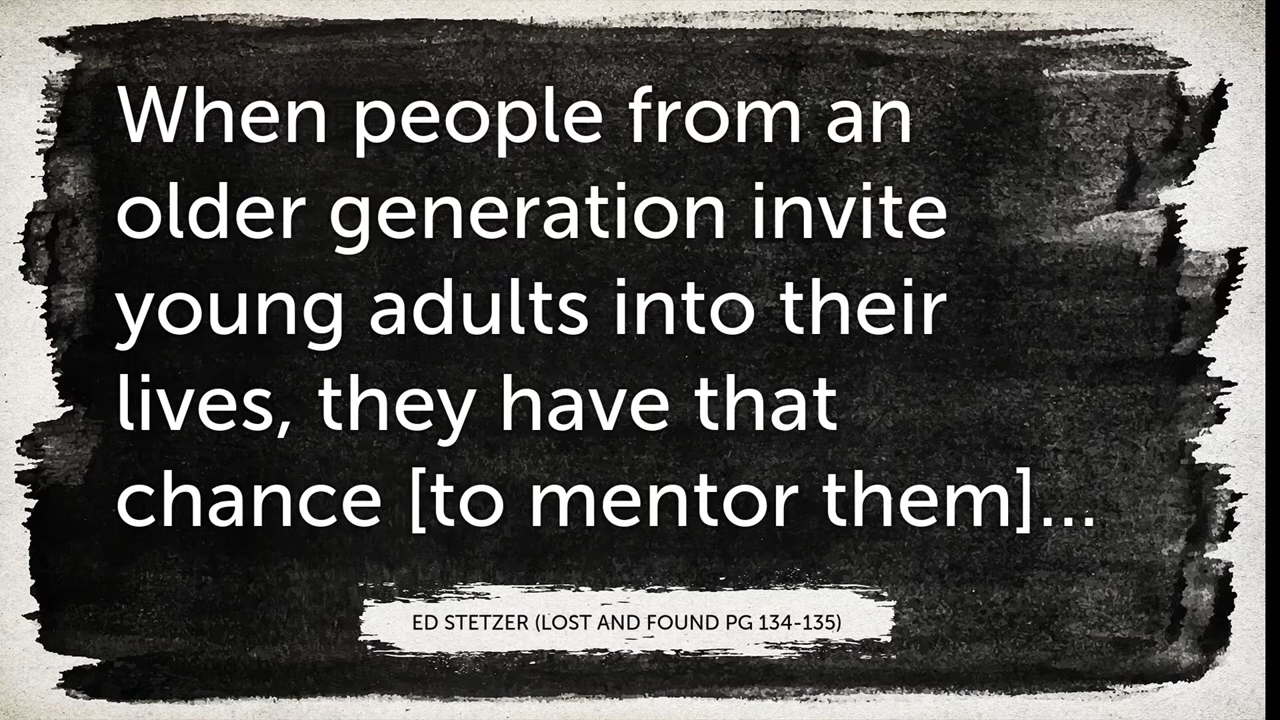 When people from an
older generation invite
young adults into their
lives, they have that
chance [to mentor them]...
ED STETZER (LOST AND FOUND PG 134-135)